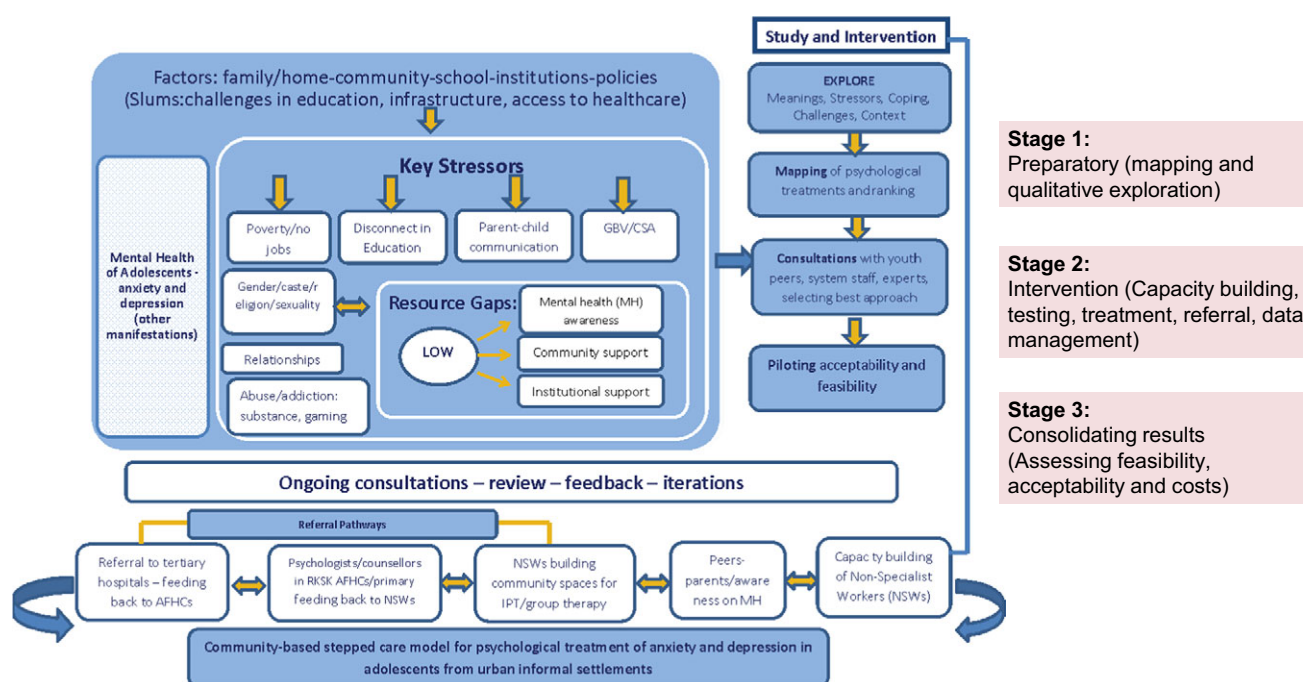 Study and Intervention
Factors: family/home-community-school-institutions-policies
(Slums:challenges in education, infrastructure, access to healthcare)
Mental Health
of Adolescents -
anxiety and
depression
(other
manifestations)
Key Stressors
Poverty/no
jobs
Disconnect in
Education
Parent-child
communication
GBV/CSA
Gender/caste/r
eligion/sexuality
Relationships
Abuse/addiction:
substance, gaming
Resource Gaps:
LOW
Mental health (MH)
awareness
Community support
Institutional support
EXPLORE
Meanings, Stressors, Coping,
Challenges, Context
Mapping of psychological
treatments and ranking
Consultations with youth
peers, system staff, experts,
selecting best approach
Piloting acceptability and
feasibility
Stage 1:
Preparatory (mapping and
qualitative exploration)
Stage 2:
Intervention (Capacity building,
testing, treatment, referral, data
management)
Stage 3:
Consolidating results
(Assessing feasibility,
acceptability and costs)
Ongoing consultations – review – feedback – iterations
Referral Pathways
Referral to tertiary
hospitals – feeding
back to AFHCs
Psychologists/counsellors
in RKSK AFHCs/primary
feeding back to NSWs
NSWs building
community spaces for
IPT/group therapy
Peers-
parents/aware
ness on MH
Capacity building
of Non-Specialist
Workers (NSWs)
Community-based stepped care model for psychological treatment of anxiety and depression in
adolescents from urban informal settlements